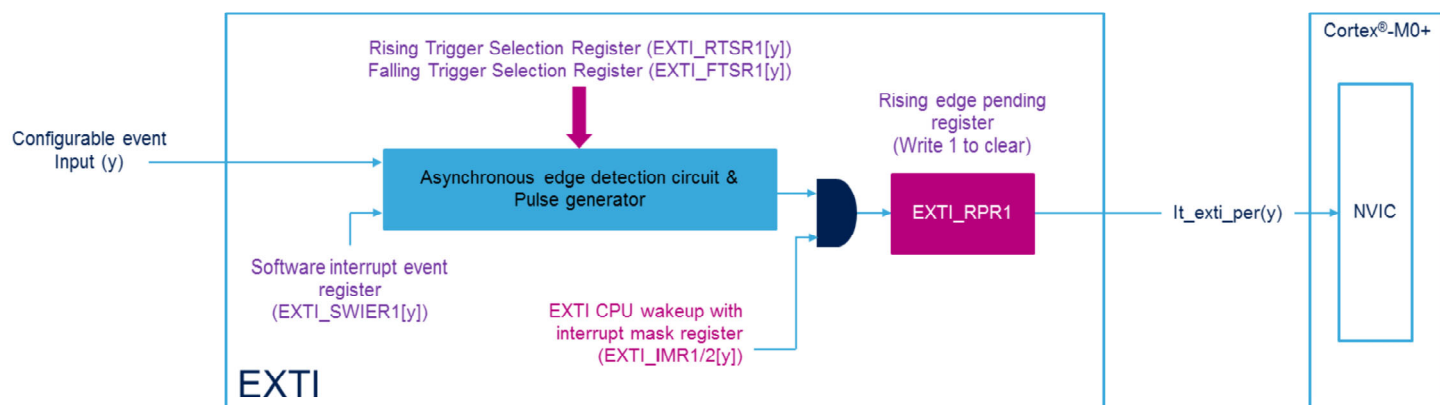 Cortex®-M0+
Rising Trigger Selection Register (EXTI_RTSR1[y])
Falling Trigger Selection Register (EXTI_FTSR1[y])
Rising edge pending
register
(Write 1 to clear)
Configurable event
Input (y)
Asynchronous edge detection circuit &
Pulse generator
EXTI_RPR1
It_exti_per(y)
NVIC
Software interrupt event
register
(EXTI_SWIER1[y])
EXTI CPU wakeup with
interrupt mask register
(EXTI_IMR1/2[y])
EXTI